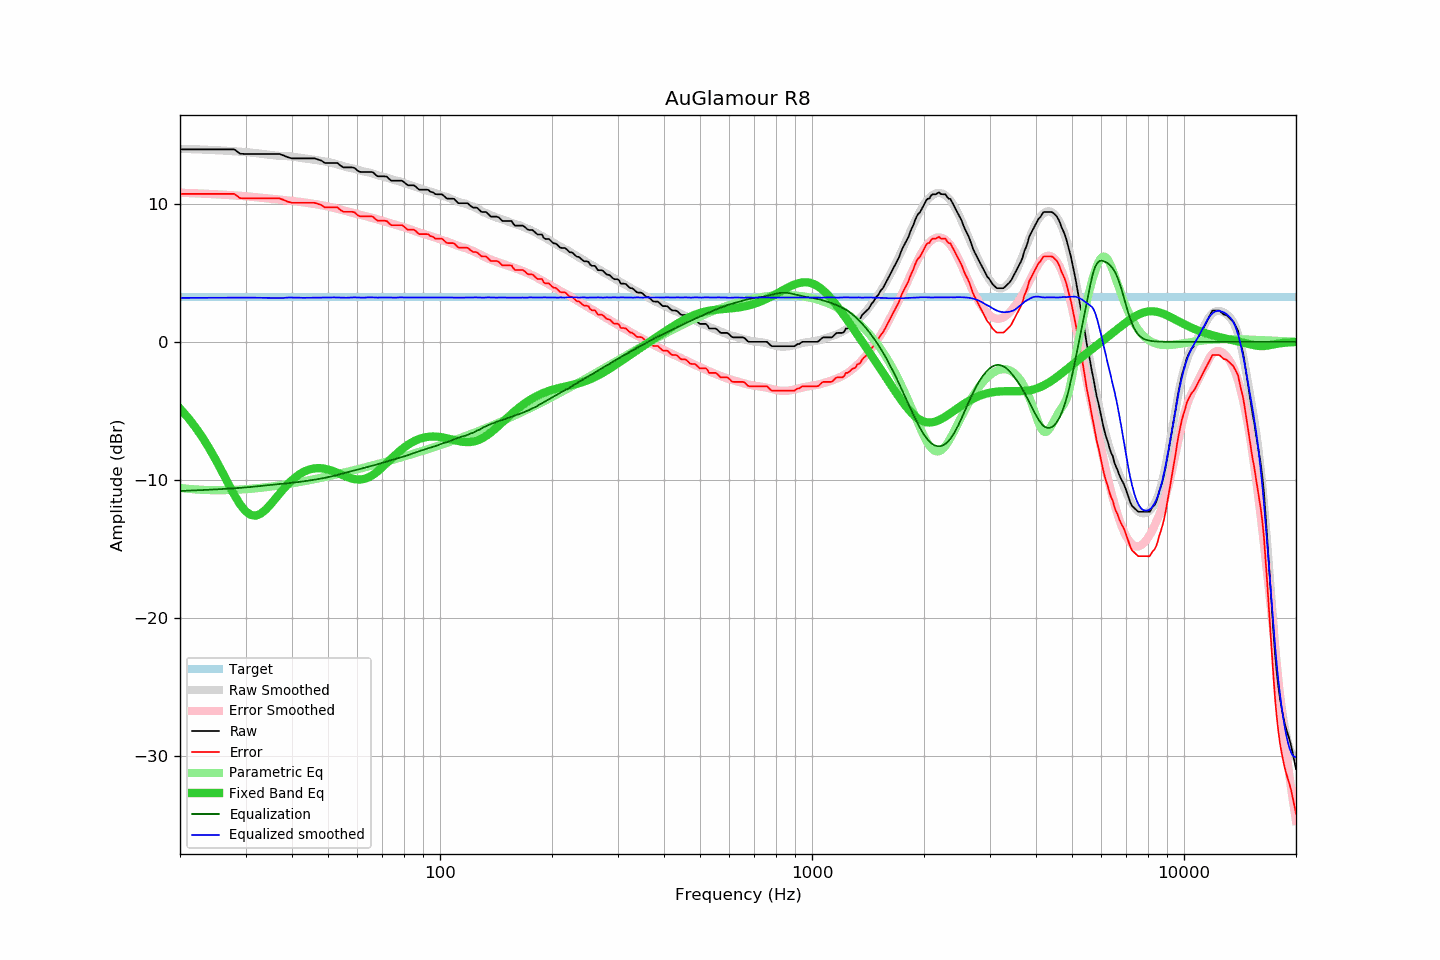 AuGlamour R8
Amplitude (dBr)
10
0
−10
−20
−30
Target
Raw Smoothed
Error Smoothed
Raw
Error
Parametric Eq
Fixed Band Eq
Equalization
Equalized smoothed
100
1000
10000
Frequency (Hz)